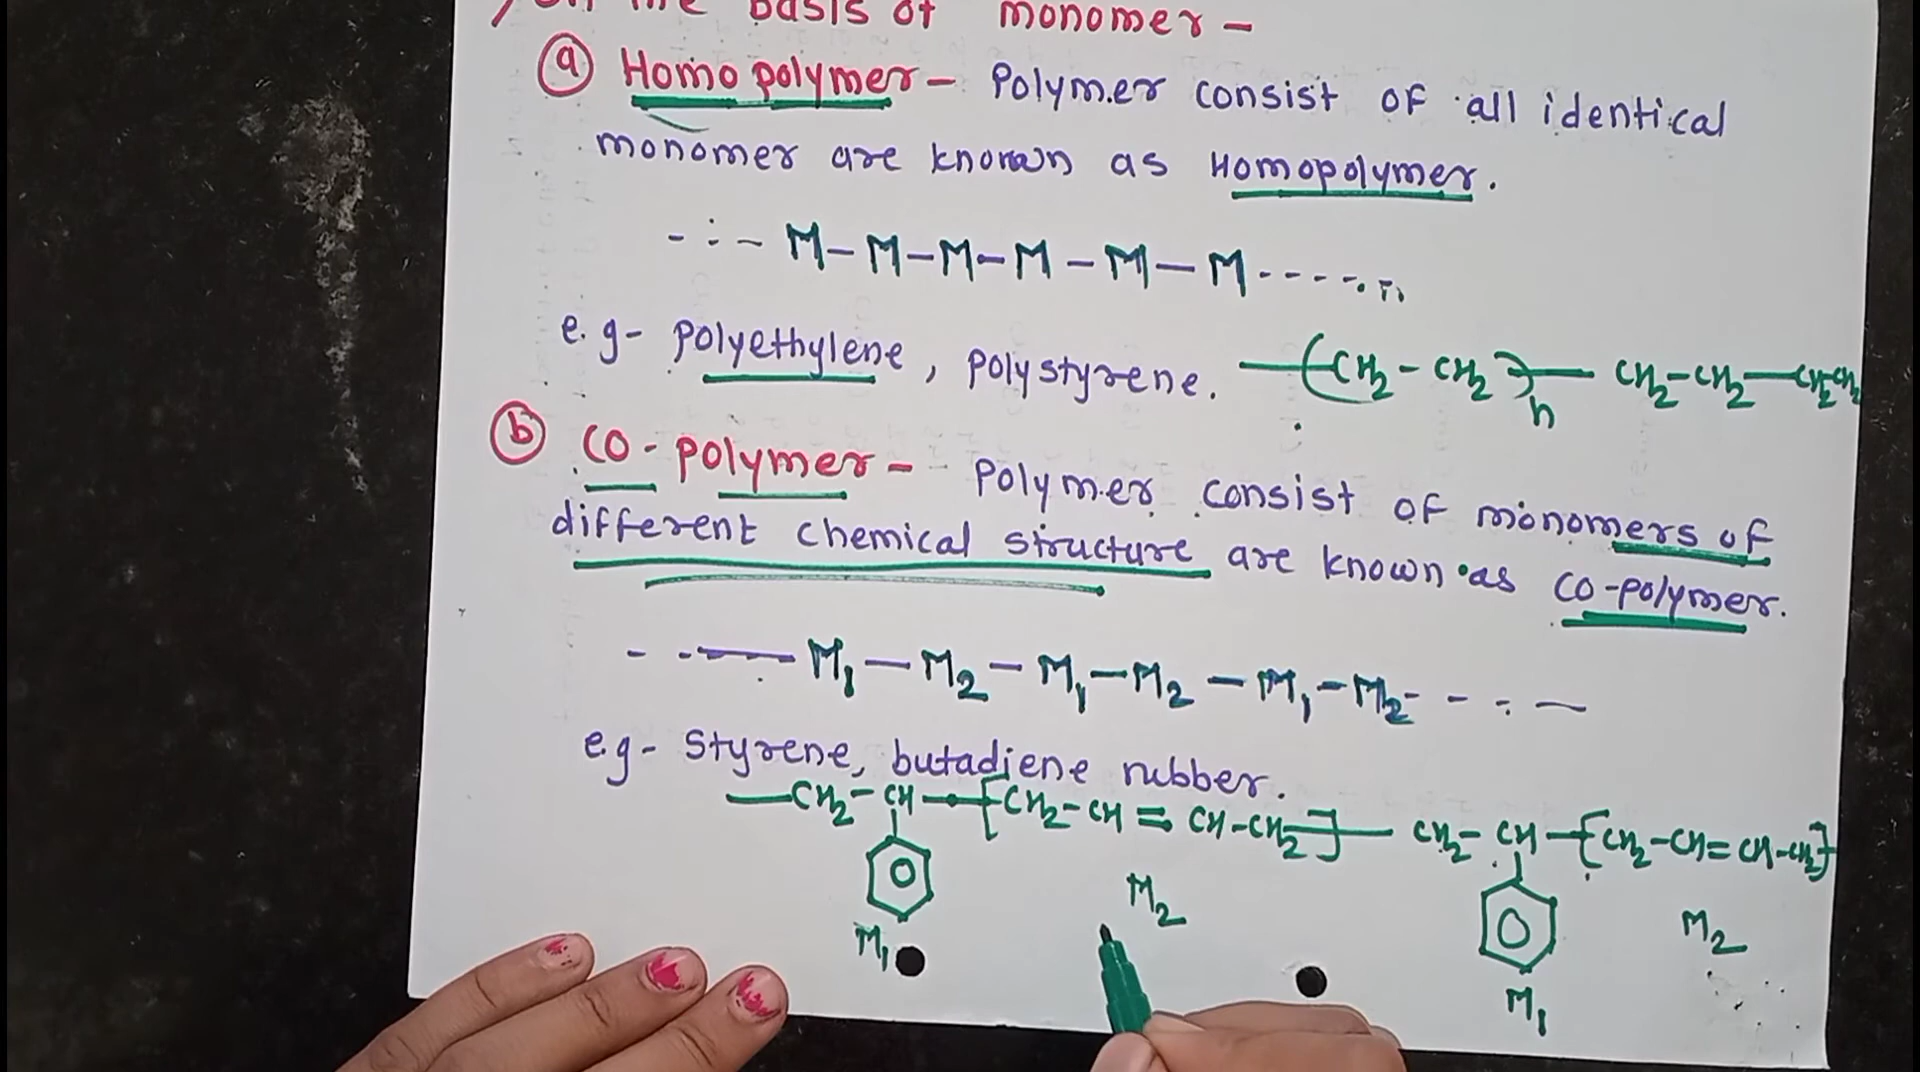 on the basis of monomer -
(a) Homo polymer - Polymer consist of all identical
monomer are known as Homopolymer.
- - - M-M-M-M-M-M - - - - - -
e.g- polyethylene, polystyrene. —(CH2-CH2)n— CH2-CH2—CH2CH2
(b) CO-polymer - Polymer consist of monomers of
different chemical structure are known as CO-polymer.
- - — M1 - M2 - M1 - M2 - M1 - M2 - - - —
e.g- Styrene, butadiene rubber.
—CH2-CH—[CH2-CH=CH-CH2]—CH2-CH—[CH2-CH=CH-CH2]
M1 M2 M1 M2